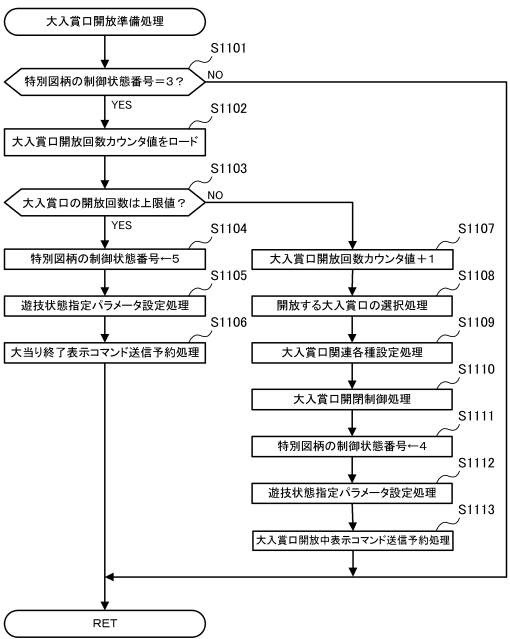 大入賞口開放準備処理
S1101
特別図柄の制御状態番号＝3？
NO
YES
S1102
大入賞口開放回数カウンタ値をロード
S1103
大入賞口の開放回数は上限値？
NO
YES
S1104
特別図柄の制御状態番号←5
S1105
遊技状態指定パラメータ設定処理
S1106
大当り終了表示コマンド送信予約処理
S1107
大入賞口開放回数カウンタ値＋1
S1108
開放する大入賞口の選択処理
S1109
大入賞口関連各種設定処理
S1110
大入賞口開閉制御処理
S1111
特別図柄の制御状態番号←4
S1112
遊技状態指定パラメータ設定処理
S1113
大入賞口開放中表示コマンド送信予約処理
RET